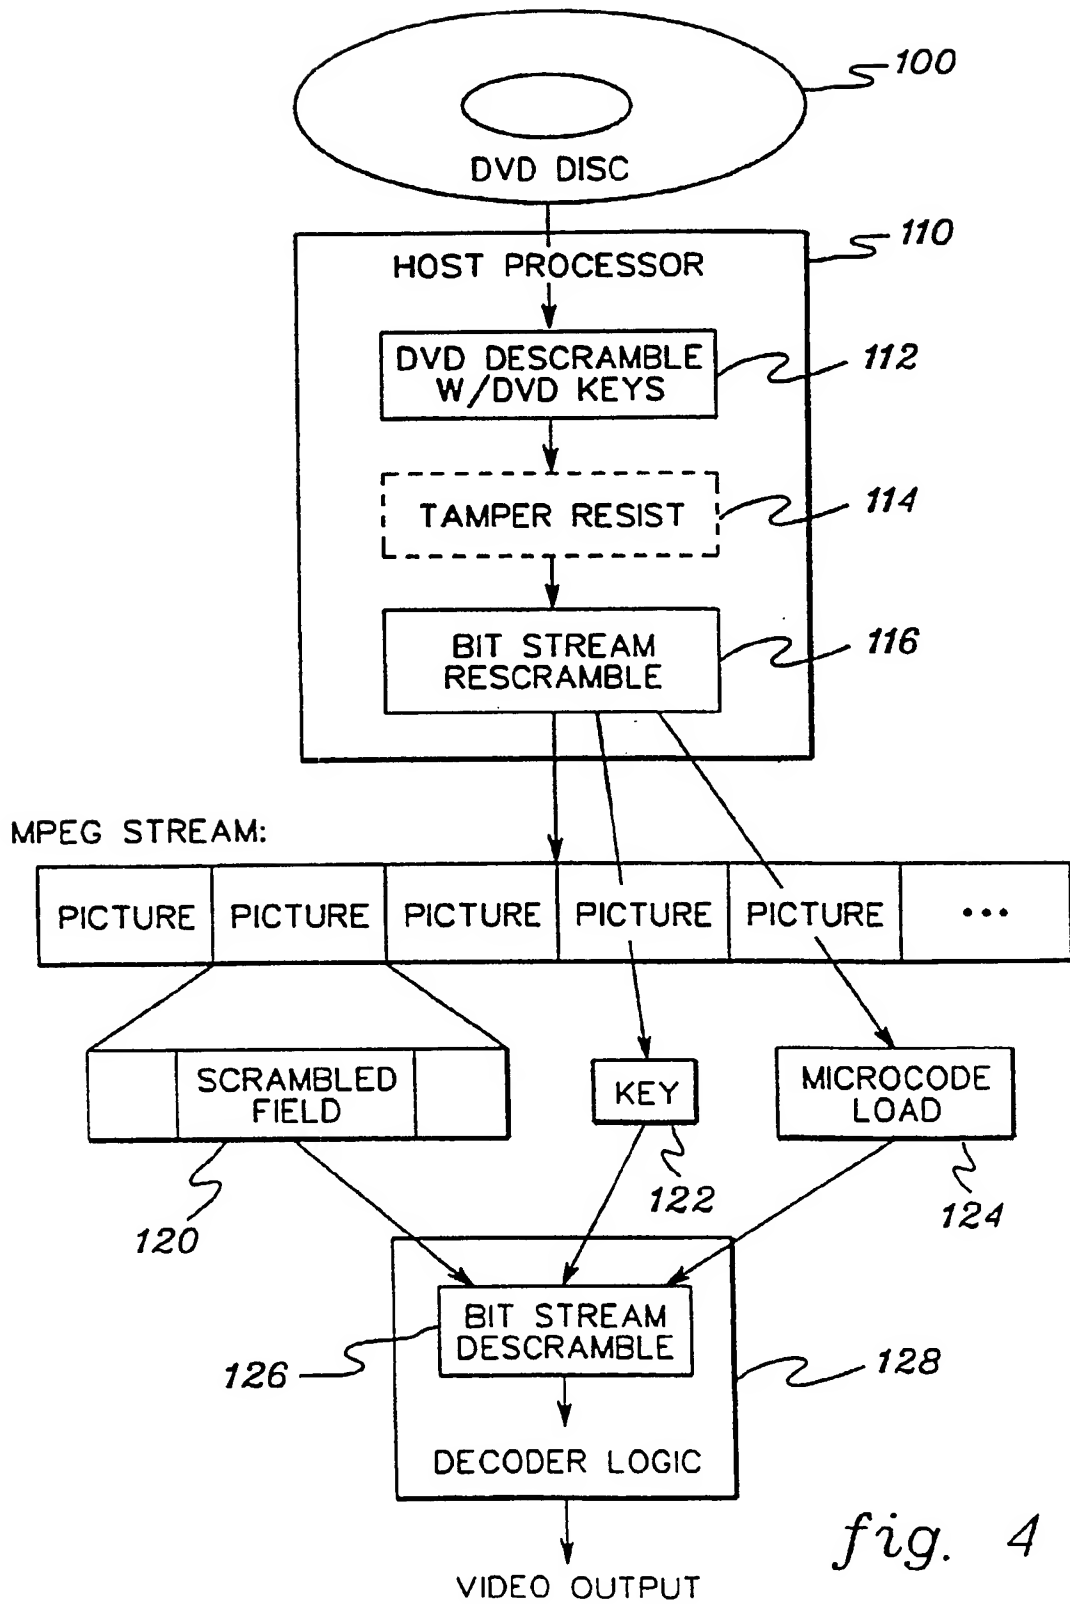 100
DVD DISC
110
HOST PROCESSOR
DVD DESCRAMBLE
W/DVD KEYS
112
TAMPER RESIST
114
BIT STREAM
RESCRAMBLE
116
MPEG STREAM:
PICTURE PICTURE PICTURE PICTURE PICTURE •••
SCRAMBLED
FIELD
KEY
MICROCODE
LOAD
120
122
124
BIT STREAM
DESCRAMBLE
126
128
DECODER LOGIC
VIDEO OUTPUT
fig. 4